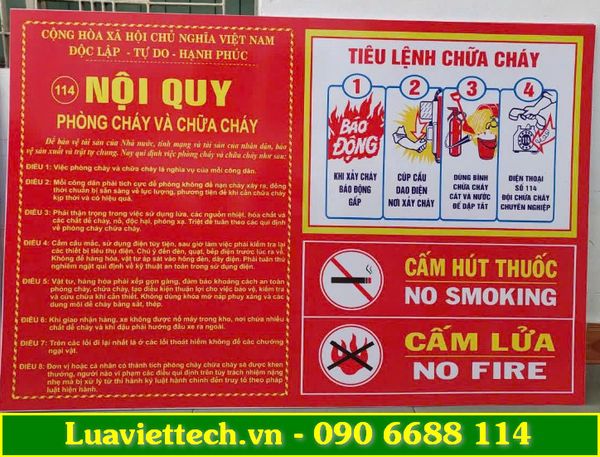 CỘNG HÒA XÃ HỘI CHỦ NGHĨA VIỆT NAM
ĐỘC LẬP - TỰ DO - HẠNH PHÚC
114 NỘI QUY
PHÒNG CHÁY VÀ CHỮA CHÁY
Để bảo vệ tài sản của Nhà nước, tính mạng và tài sản của nhân dân, bảo
vệ sản xuất và trật tự chung. Nay qui định việc phòng cháy và chữa cháy như sau:
ĐIỀU 1: Việc phòng cháy và chữa cháy là nghĩa vụ của mỗi công dân.
ĐIỀU 2: Mỗi công dân phải tích cực đề phòng không để nạn cháy xảy ra, đồng
thời chuẩn bị sẵn sàng về lực lượng, phương tiện để khi cần chữa cháy
kịp thời và có hiệu quả.
ĐIỀU 3: Phải thận trọng trong việc sử dụng lửa, các nguồn nhiệt, hóa chất và
các chất dễ cháy, nổ, độc hại, phóng xạ. Triệt để tuân theo các qui định
về phòng cháy chữa cháy.
ĐIỀU 4: Cấm câu mắc, sử dụng điện tùy tiện, sau giờ làm việc phải kiểm tra lại
các thiết bị tiêu thụ điện. Chú ý đến đèn, quạt, bếp điện trước lúc ra về.
Không để hàng hóa, vật tư áp sát vào hông đèn, dây điện. Phải tuân thủ
nghiêm ngặt qui định về kỹ thuật an toàn trong sử dụng điện.
ĐIỀU 5: Vật tư, hàng hóa phải xếp gọn gàng, đảm bảo khoảng cách an toàn
phòng cháy, chữa cháy, tạo điều kiện thuận lợi cho việc bảo vệ, kiểm tra
và cứu chữa khi cần thiết. Không dùng khóa mở nắp phuy xăng và các
dung môi dễ cháy bằng sắt, thép.
ĐIỀU 6: Khi giao nhận hàng, xe không được nổ máy trong kho, nơi chứa nhiều
chất dễ cháy và khi đậu phải hướng đầu xe ra ngoài.
ĐIỀU 7: Trên các lối đi lại nhất là ở các lối thoát hiểm không để các chướng
ngại vật.
ĐIỀU 8: Đơn vị hoặc cá nhân có thành tích phòng cháy chữa cháy sẽ được khen
thưởng, người nào vi phạm các điều qui định trên tùy trách nhiệm nặng
nhẹ mà bị xử lý từ thi hành kỷ luật hành chính đến truy tố theo pháp
luật hiện hành.
TIÊU LỆNH CHỮA CHÁY
1
BÁO
ĐỘNG
KHI XẢY CHÁY
BÁO ĐỘNG
GẤP
2
CÚP CẦU
DAO ĐIỆN
NƠI XẢY CHÁY
3
DÙNG BÌNH
CHỮA CHÁY
CÁT VÀ NƯỚC
ĐỂ DẬP TẮT
4
ĐIỆN THOẠI
SỐ 114
ĐỘI CHỮA CHÁY
CHUYÊN NGHIỆP
CẤM HÚT THUỐC
NO SMOKING
CẤM LỬA
NO FIRE
Luaviettech.vn - 090 6688 114